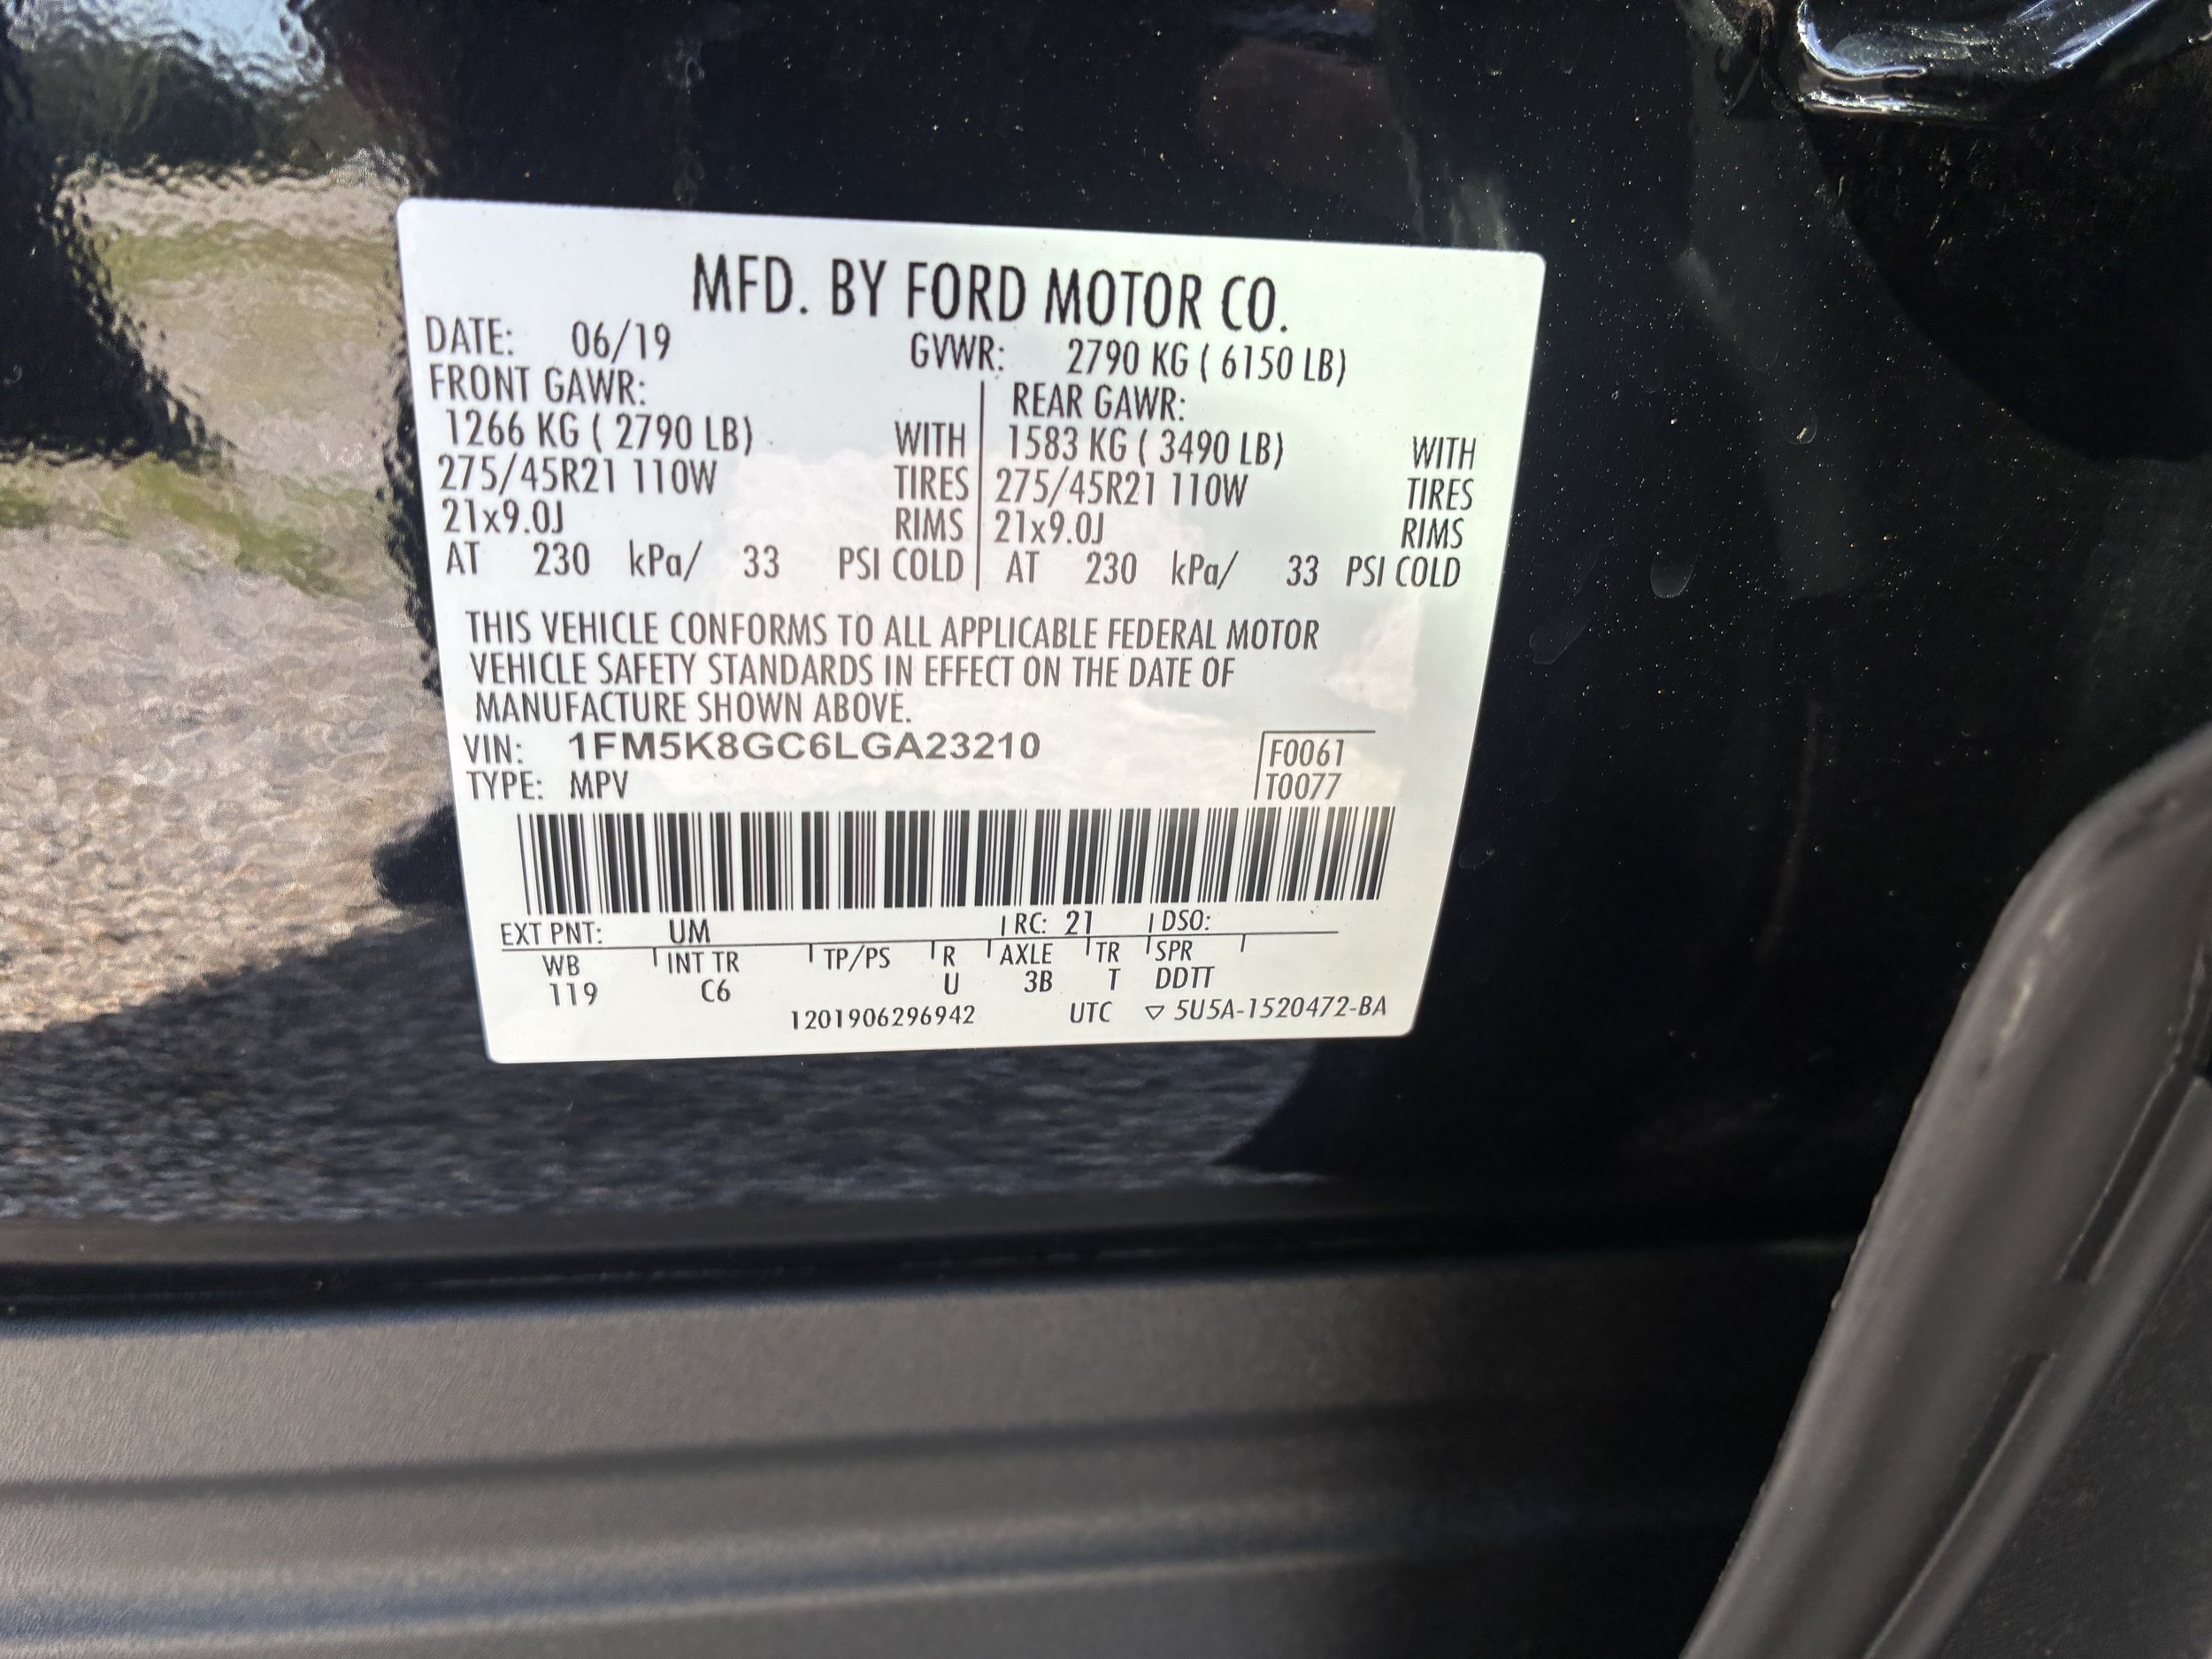 MFD. BY FORD MOTOR CO.
DATE: 06/19 GVWR: 2790 KG ( 6150 LB)
FRONT GAWR: REAR GAWR:
1266 KG ( 2790 LB) WITH 1583 KG ( 3490 LB) WITH
275/45R21 110W TIRES 275/45R21 110W TIRES
21x9.0J RIMS 21x9.0J RIMS
AT 230 kPa/ 33 PSI COLD AT 230 kPa/ 33 PSI COLD
THIS VEHICLE CONFORMS TO ALL APPLICABLE FEDERAL MOTOR
VEHICLE SAFETY STANDARDS IN EFFECT ON THE DATE OF
MANUFACTURE SHOWN ABOVE.
VIN: 1FM5K8GC6LGA23210 F0061
TYPE: MPV T0077
EXT PNT: UM RC: 21 DSO:
WB INT TR TP/PS R AXLE TR SPR
119 C6 U 3B T DDTT
1201906296942 UTC ▽ 5U5A-1520472-BA